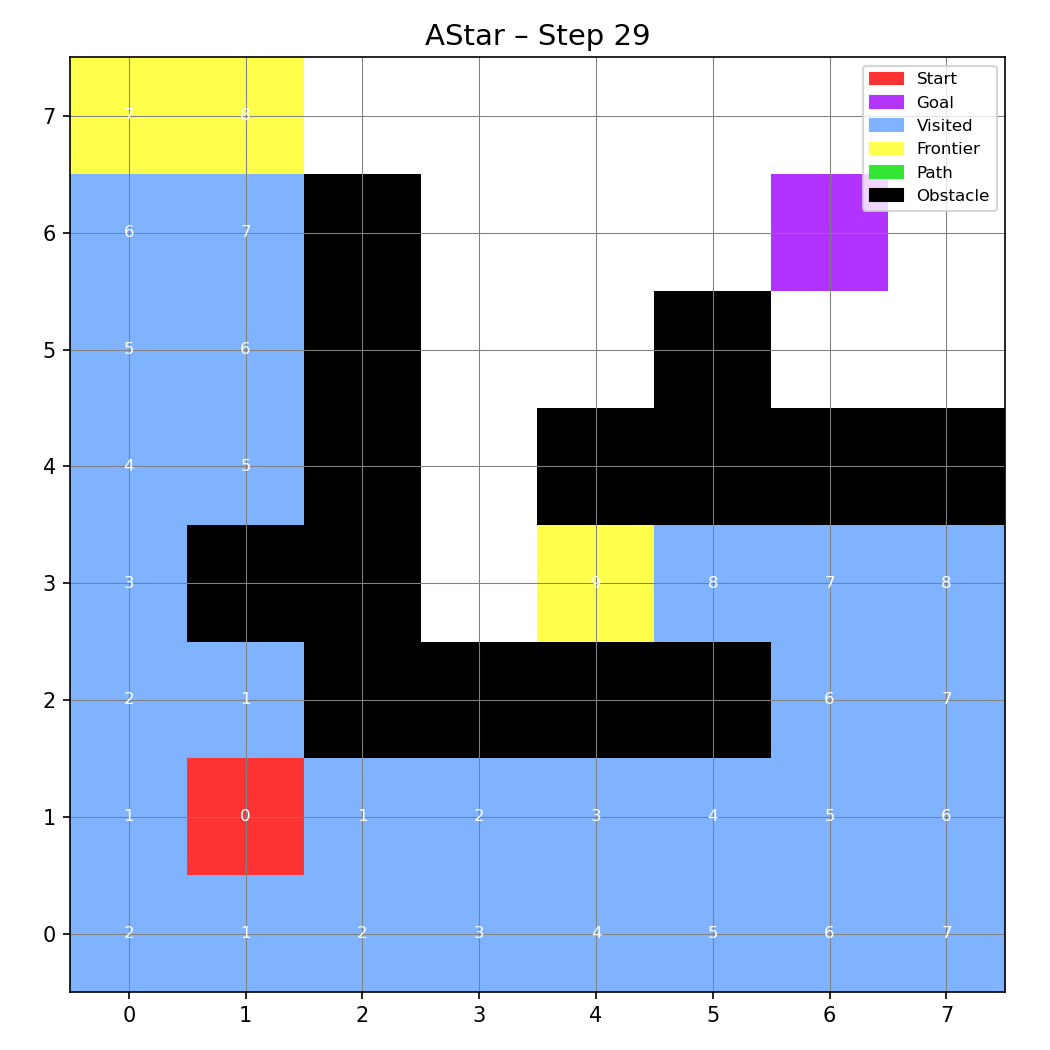 AStar – Step 29
Start
Goal
Visited
Frontier
Path
Obstacle
7 7 8
6 6 7
5 5 6
4 4 5
3 3 9 8 7 8
2 2 1 6 7
1 1 0 1 2 3 4 5 6
0 2 1 2 3 4 5 6 7
0 1 2 3 4 5 6 7